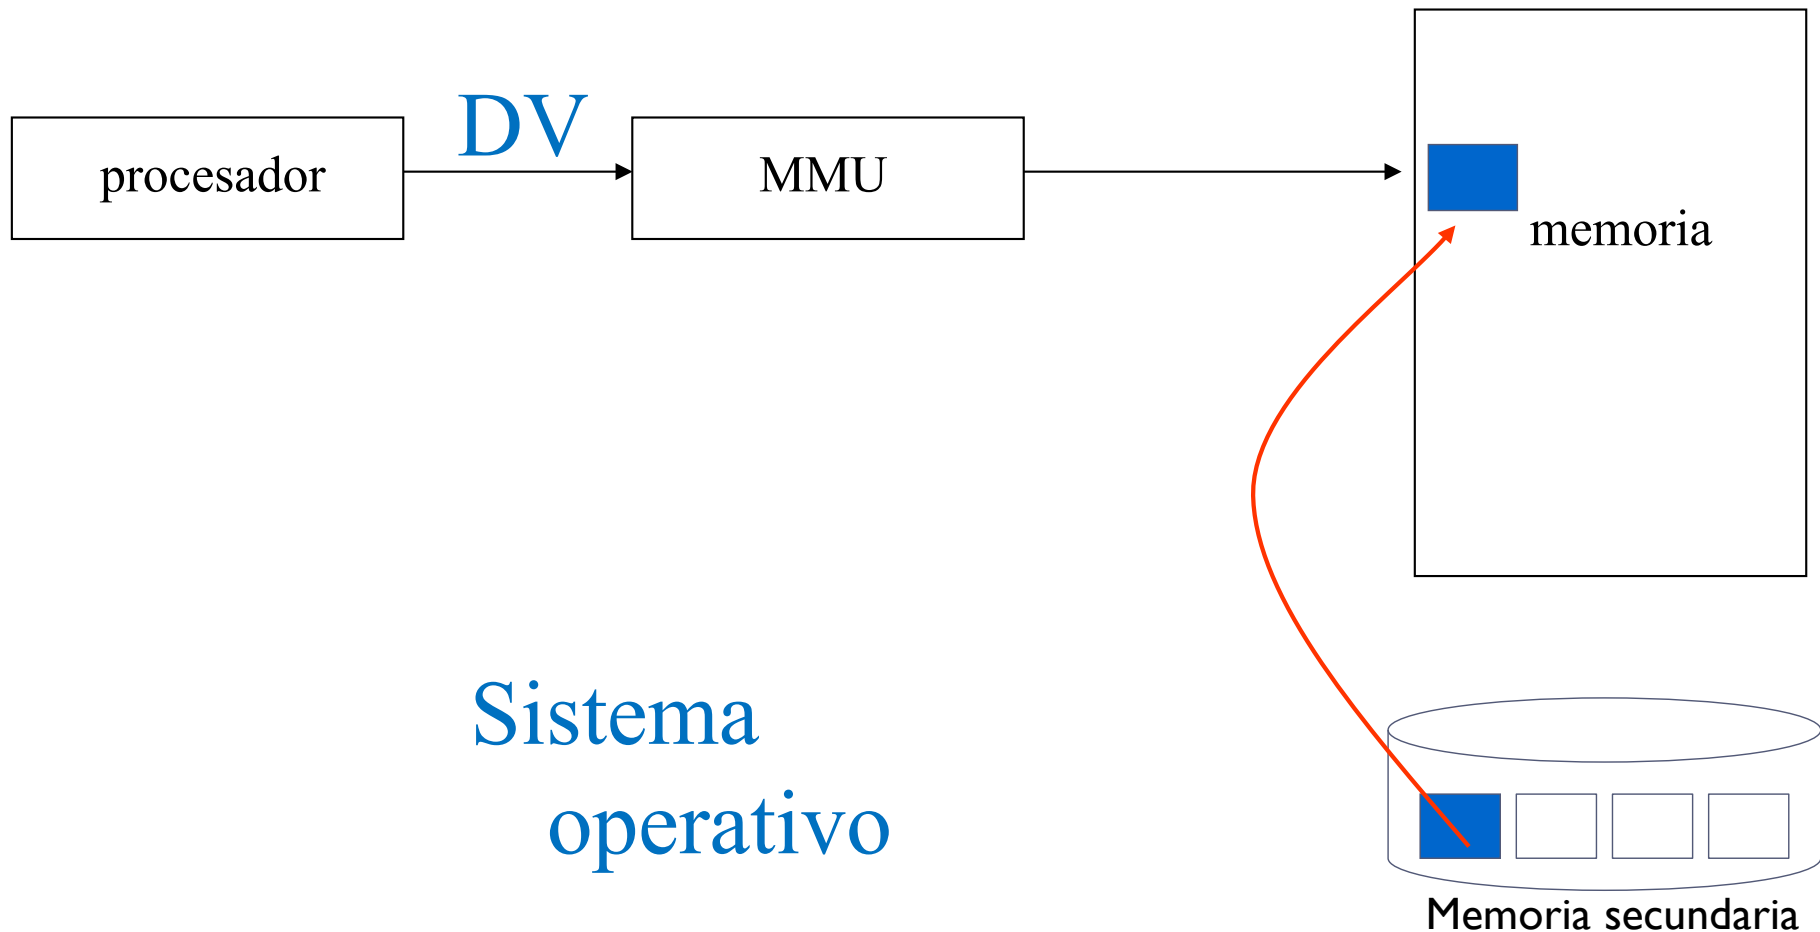 DV
procesador
MMU
memoria
Sistema
operativo
Memoria secundaria